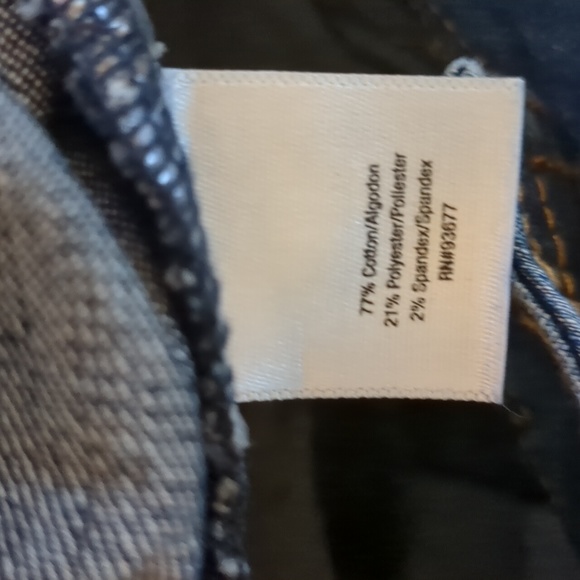 77% Cotton/Algodon
21% Polyester/Poliester
2% Spandex/Spandex
RN#93677